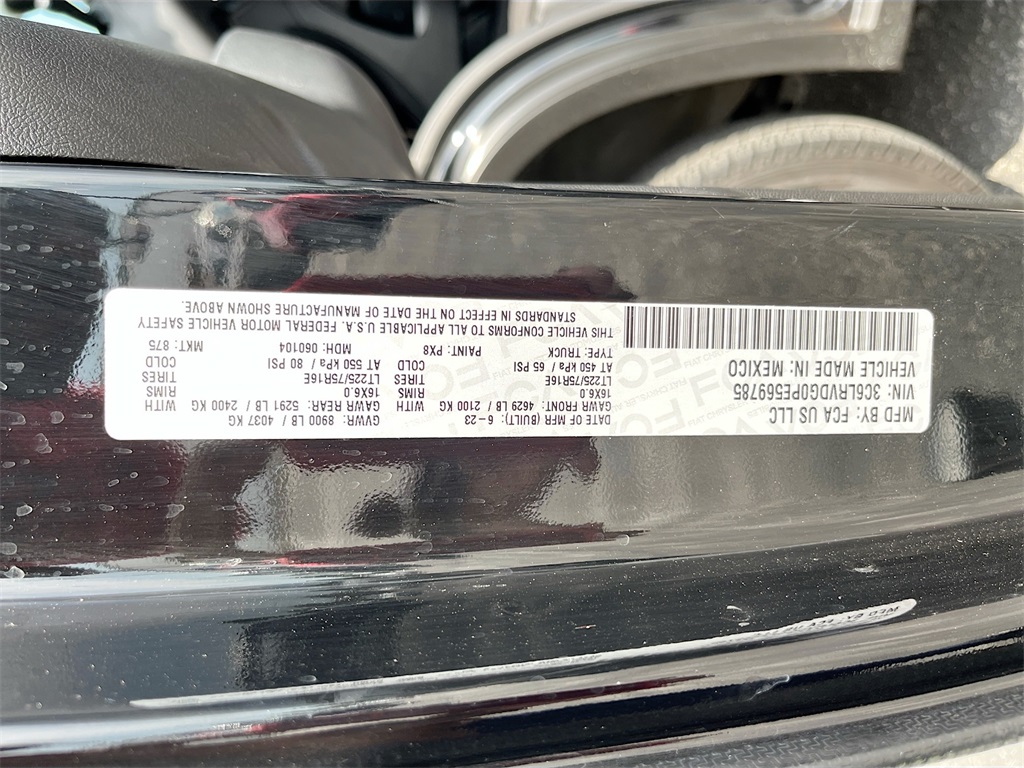 MFD BY: FCA US LLC
VIN: 3C6LRVDG0PE569785
VEHICLE MADE IN: MEXICO
DATE OF MFR (BUILT): 6-23
GVWR: 8900 LB / 4037 KG
GAWR FRONT: 4629 LB / 2100 KG WITH
GAWR REAR: 5291 LB / 2400 KG WITH
16X6.0 RIMS
16X6.0 RIMS
LT225/75R16E TIRES
LT225/75R16E TIRES
AT 450 kPa / 65 PSI COLD
AT 550 kPa / 80 PSI COLD
TYPE: TRUCK
PAINT: PX8
MDH: 060104
MKT: 875
THIS VEHICLE CONFORMS TO ALL APPLICABLE U.S.A. FEDERAL MOTOR VEHICLE SAFETY
STANDARDS IN EFFECT ON THE DATE OF MANUFACTURE SHOWN ABOVE.